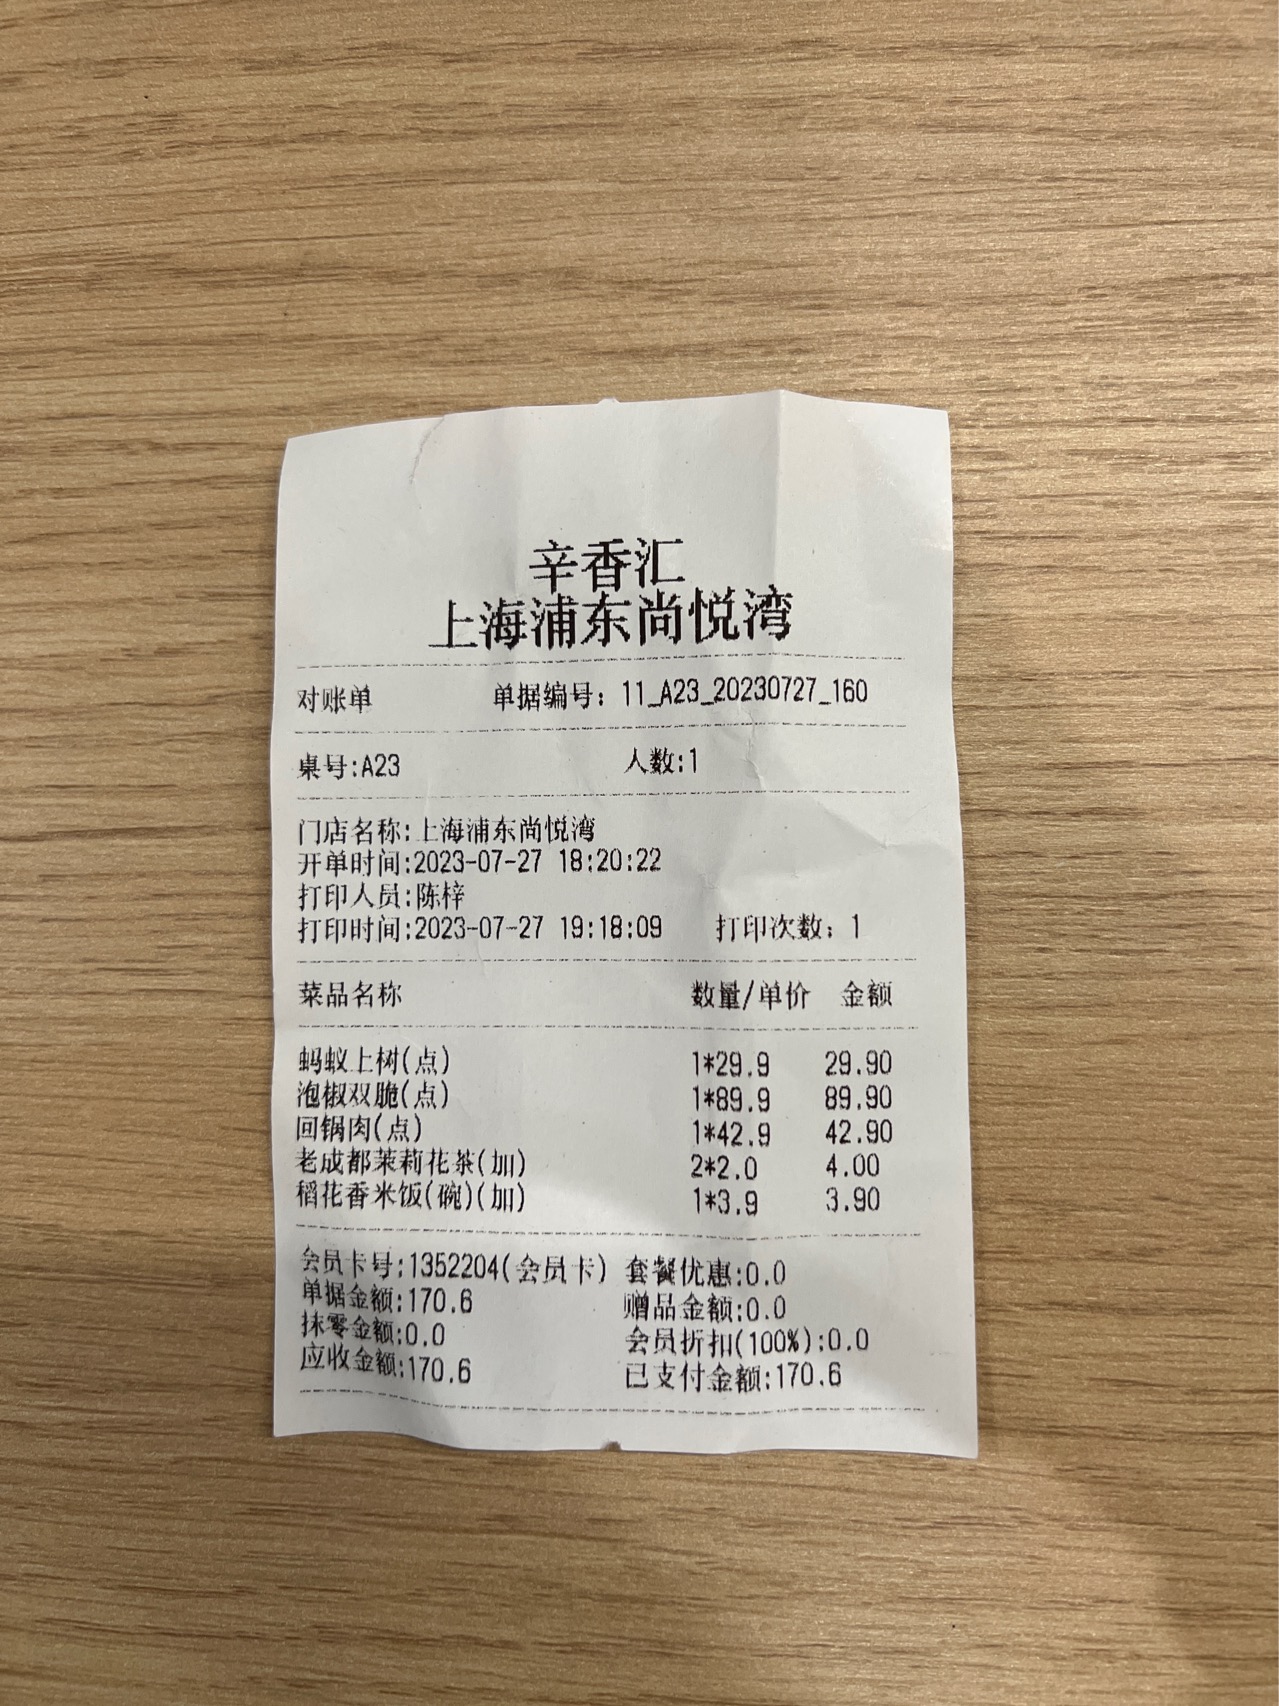 辛香汇
上海浦东尚悦湾
对账单 单据编号：11_A23_20230727_160
桌号:A23 人数:1
门店名称:上海浦东尚悦湾
开单时间:2023-07-27 18:20:22
打印人员:陈梓
打印时间:2023-07-27 19:18:09 打印次数：1
菜品名称 数量/单价 金额
蚂蚁上树(点) 1*29.9 29.90
泡椒双脆(点) 1*89.9 89.90
回锅肉(点) 1*42.9 42.90
老成都茉莉花茶(加) 2*2.0 4.00
稻花香米饭(碗)(加) 1*3.9 3.90
会员卡号:1352204(会员卡) 套餐优惠:0.0
单据金额:170.6 赠品金额:0.0
抹零金额:0.0 会员折扣(100%):0.0
应收金额:170.6 已支付金额:170.6